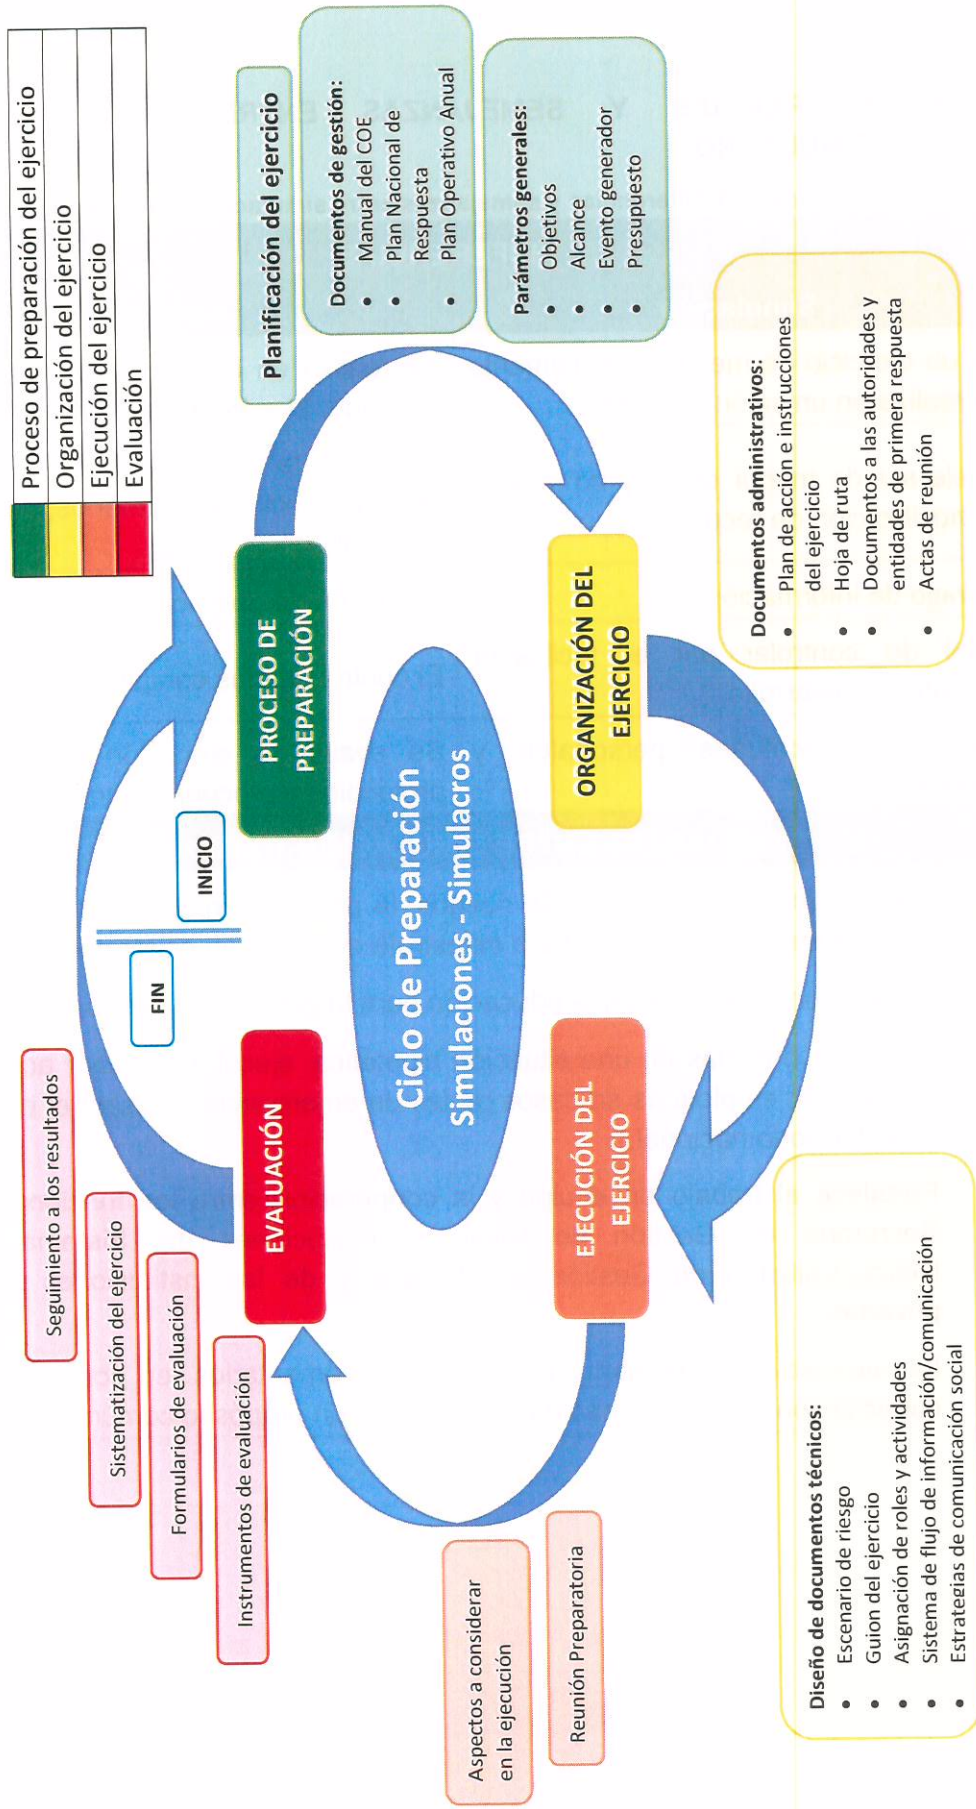 Proceso de preparación del ejercicio
Organización del ejercicio
Ejecución del ejercicio
Evaluación
Seguimiento a los resultados
Sistematización del ejercicio
Formularios de evaluación
Instrumentos de evaluación
FIN
INICIO
EVALUACIÓN
PROCESO DE
PREPARACIÓN
Planificación del ejercicio
Documentos de gestión:
• Manual del COE
• Plan Nacional de
Respuesta
• Plan Operativo Anual
Parámetros generales:
• Objetivos
• Alcance
• Evento generador
• Presupuesto
Ciclo de Preparación
Simulaciones - Simulacros
Aspectos a considerar
en la ejecución
Reunión Preparatoria
EJECUCIÓN DEL
EJERCICIO
ORGANIZACIÓN DEL
EJERCICIO
Diseño de documentos técnicos:
• Escenario de riesgo
• Guion del ejercicio
• Asignación de roles y actividades
• Sistema de flujo de información/comunicación
• Estrategias de comunicación social
Documentos administrativos:
• Plan de acción e instrucciones
del ejercicio
• Hoja de ruta
• Documentos a las autoridades y
entidades de primera respuesta
• Actas de reunión